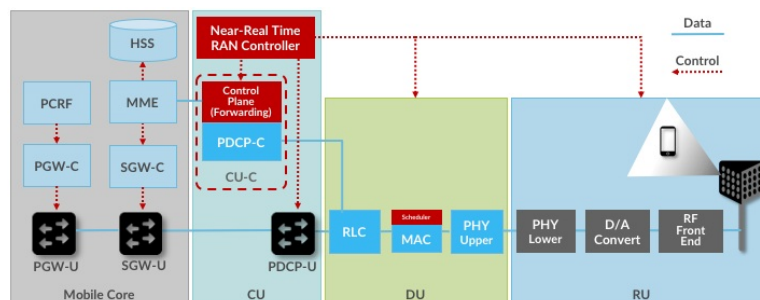 HSS
Near-Real Time
RAN Controller
Data
Control
PCRF
MME
Control
Plane
(Forwarding)
PDCP-C
PGW-C
SGW-C
CU-C
RLC
Scheduler
MAC
PHY
Upper
PHY
Lower
D/A
Convert
RF
Front
End
PGW-U
SGW-U
PDCP-U
Mobile Core
CU
DU
RU